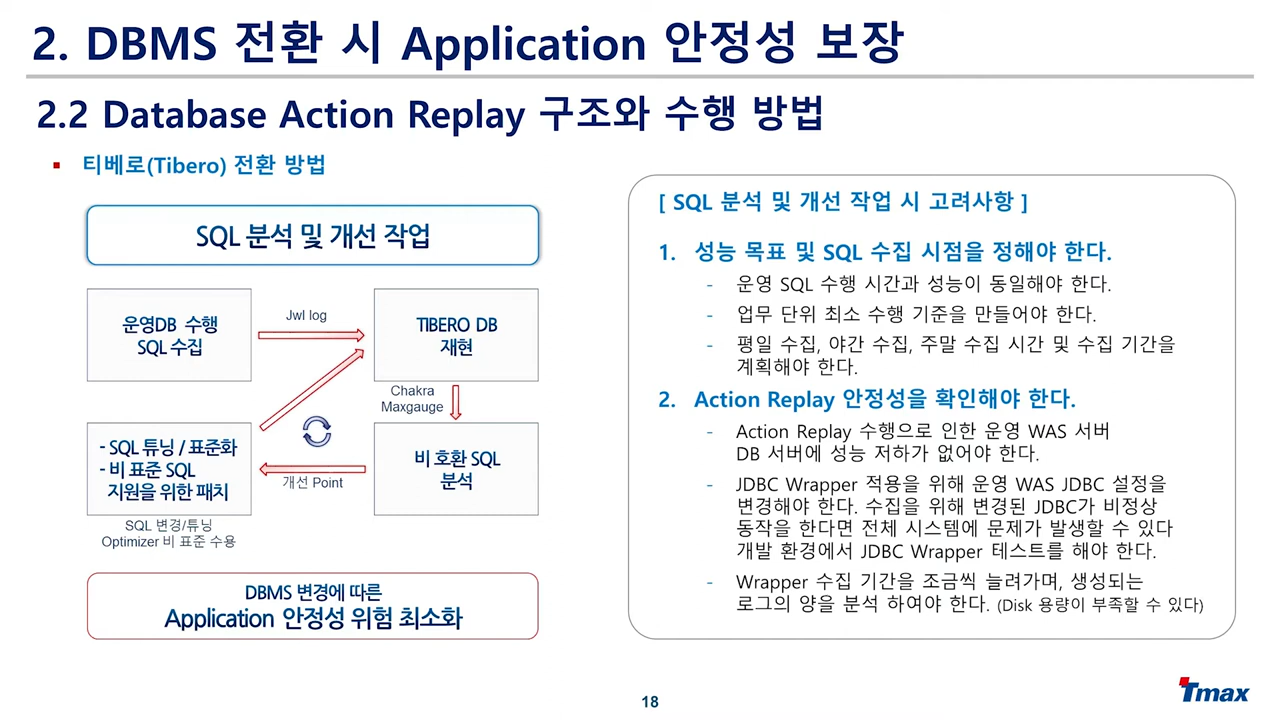 2. DBMS 전환 시 Application 안정성 보장
2.2 Database Action Replay 구조와 수행 방법
▪ 티베로(Tibero) 전환 방법
SQL 분석 및 개선 작업
운영DB 수행
SQL 수집
Jwl log
TIBERO DB
재현
Chakra
Maxgauge
- SQL 튜닝 / 표준화
- 비 표준 SQL
지원을 위한 패치
개선 Point
비 호환 SQL
분석
SQL 변경/튜닝
Optimizer 비 표준 수용
DBMS 변경에 따른
Application 안정성 위험 최소화
[ SQL 분석 및 개선 작업 시 고려사항 ]
1. 성능 목표 및 SQL 수집 시점을 정해야 한다.
- 운영 SQL 수행 시간과 성능이 동일해야 한다.
- 업무 단위 최소 수행 기준을 만들어야 한다.
- 평일 수집, 야간 수집, 주말 수집 시간 및 수집 기간을
계획해야 한다.
2. Action Replay 안정성을 확인해야 한다.
- Action Replay 수행으로 인한 운영 WAS 서버
DB 서버에 성능 저하가 없어야 한다.
- JDBC Wrapper 적용을 위해 운영 WAS JDBC 설정을
변경해야 한다. 수집을 위해 변경된 JDBC가 비정상
동작을 한다면 전체 시스템에 문제가 발생할 수 있다
개발 환경에서 JDBC Wrapper 테스트를 해야 한다.
- Wrapper 수집 기간을 조금씩 늘려가며, 생성되는
로그의 양을 분석 하여야 한다. (Disk 용량이 부족할 수 있다)
18
Tmax